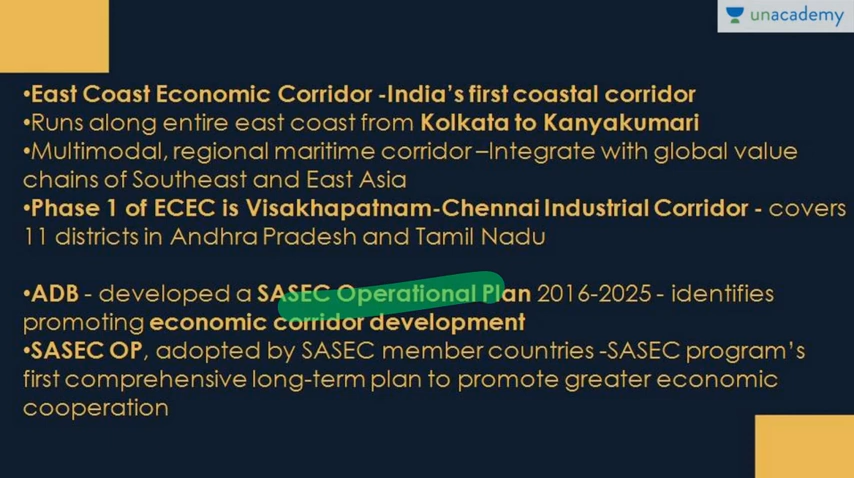 unacademy
•East Coast Economic Corridor -India's first coastal corridor
•Runs along entire east coast from Kolkata to Kanyakumari
•Multimodal, regional maritime corridor –Integrate with global value
chains of Southeast and East Asia
•Phase 1 of ECEC is Visakhapatnam-Chennai Industrial Corridor - covers
11 districts in Andhra Pradesh and Tamil Nadu
•ADB - developed a SASEC Operational Plan 2016-2025 - identifies
promoting economic corridor development
•SASEC OP, adopted by SASEC member countries -SASEC program's
first comprehensive long-term plan to promote greater economic
cooperation